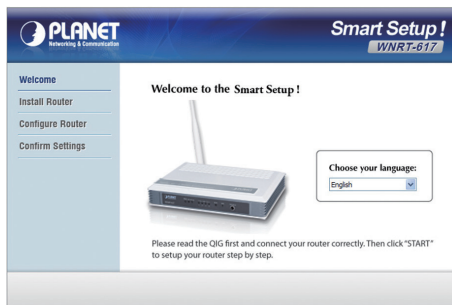 PLANET
Networking & Communication
Smart Setup !
WNRT-617
Welcome
Install Router
Configure Router
Confirm Settings
Welcome to the Smart Setup !
Choose your language:
English
Please read the QIG first and connect your router correctly. Then click “START”
to setup your router step by step.